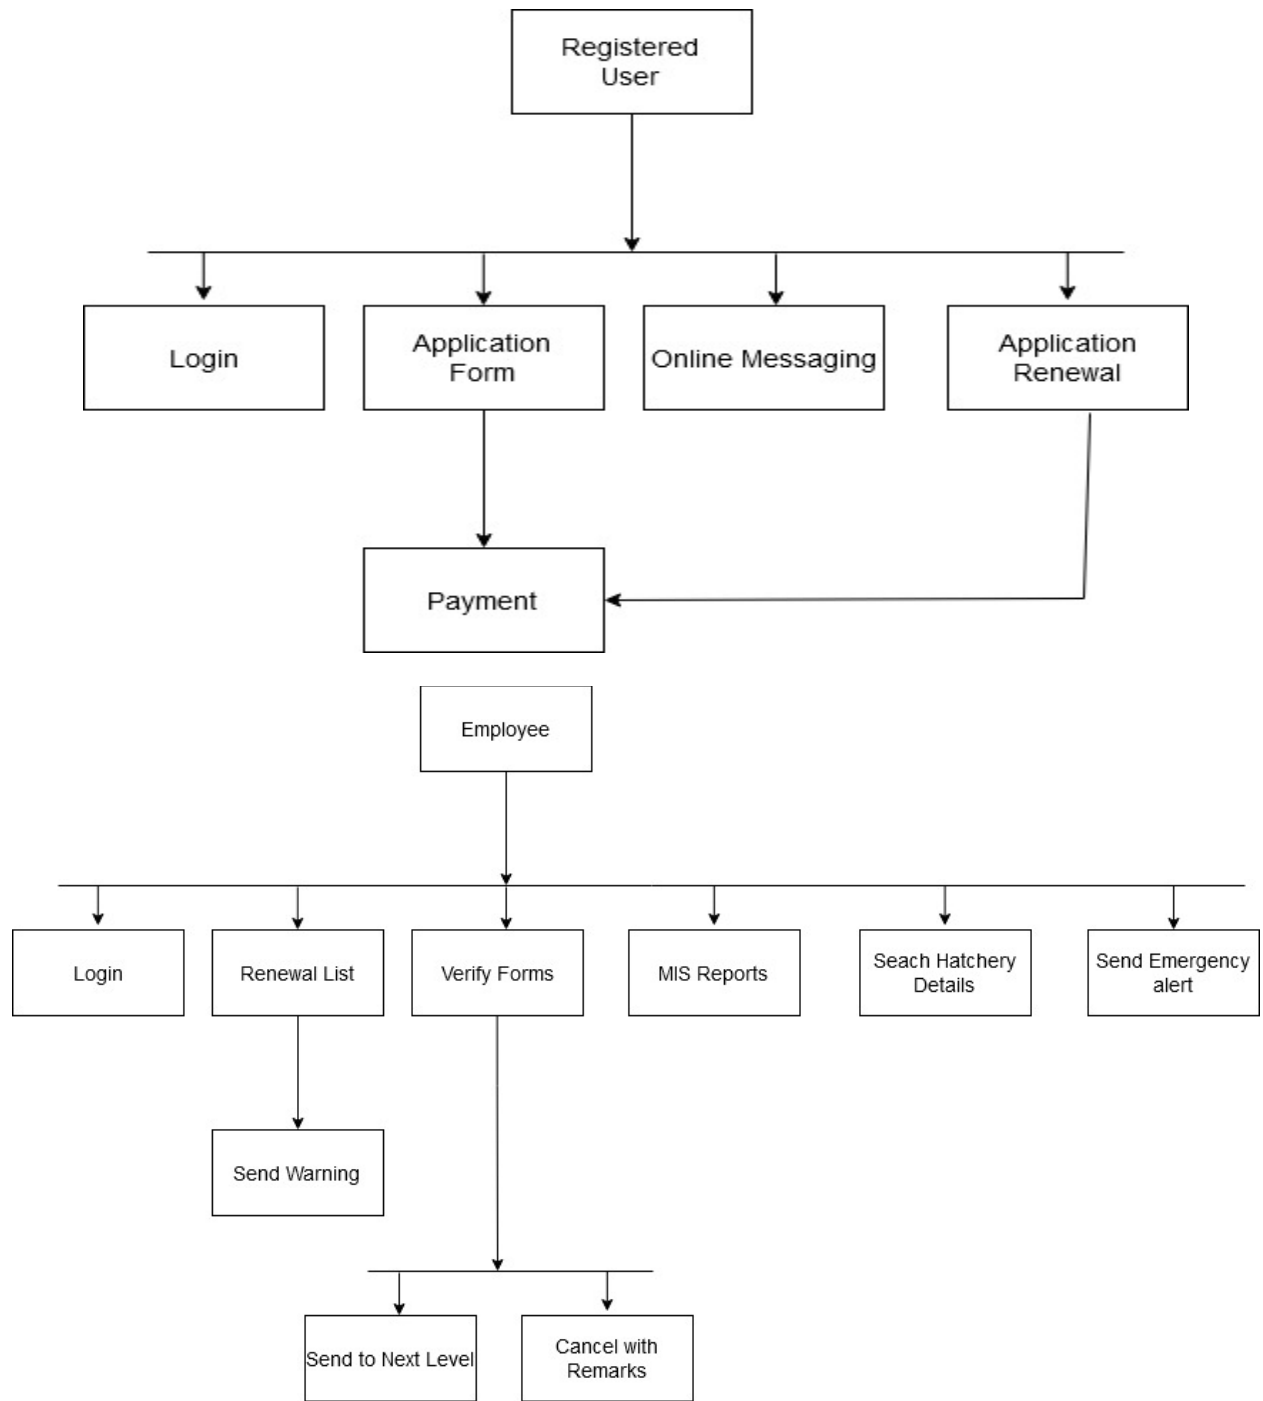 Registered
User
Login
Application
Form
Online Messaging
Application
Renewal
Payment
Employee
Login
Renewal List
Verify Forms
MIS Reports
Seach Hatchery
Details
Send Emergency
alert
Send Warning
Send to Next Level
Cancel with
Remarks